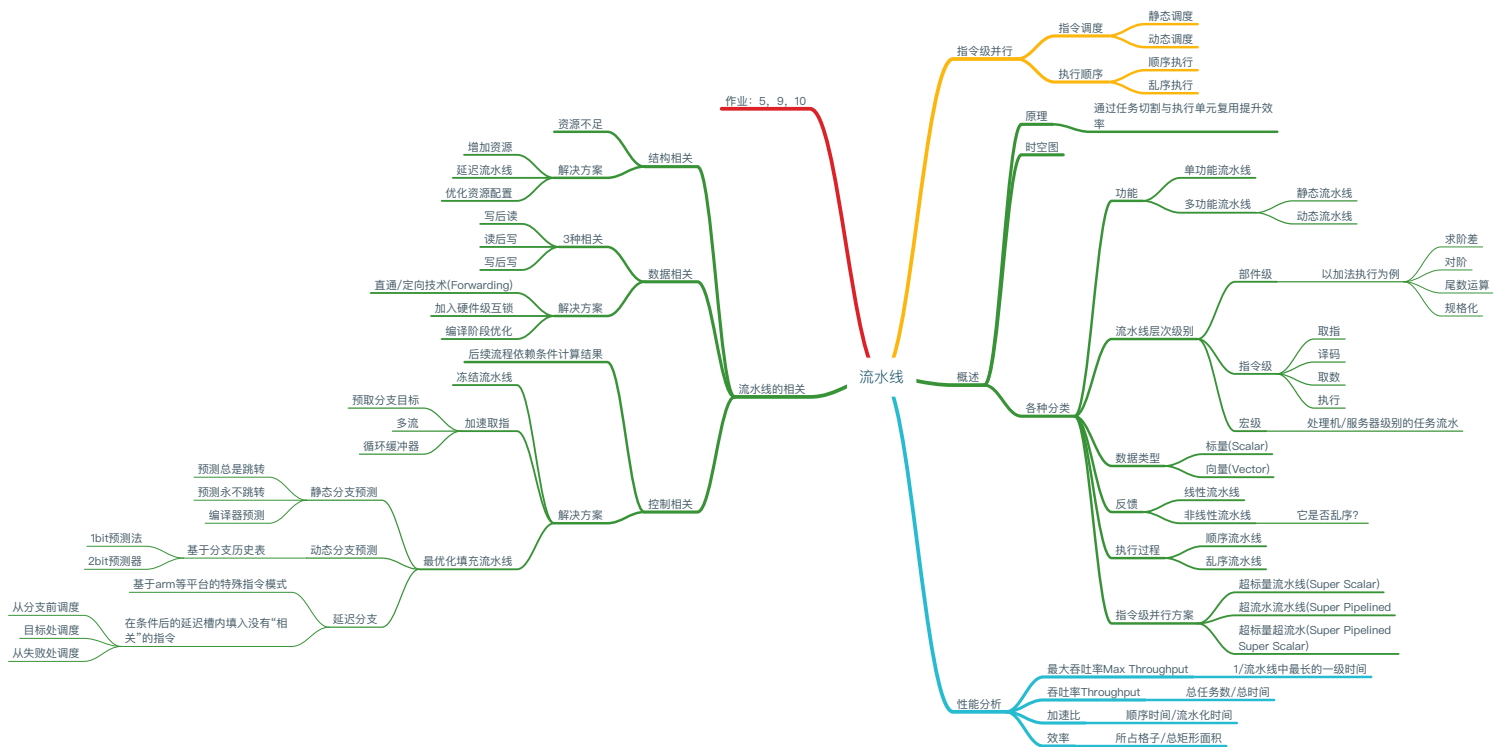 流水线
指令级并行
指令调度
静态调度
动态调度
执行顺序
顺序执行
乱序执行
概述
原理
通过任务切割与执行单元复用提升效
率
时空图
各种分类
功能
单功能流水线
多功能流水线
静态流水线
动态流水线
流水线层次级别
部件级
以加法执行为例
求阶差
对阶
尾数运算
规格化
指令级
取指
译码
取数
执行
宏级
处理机/服务器级别的任务流水
数据类型
标量(Scalar)
向量(Vector)
反馈
线性流水线
非线性流水线
它是否乱序?
执行过程
顺序流水线
乱序流水线
指令级并行方案
超标量流水线(Super Scalar)
超流水流水线(Super Pipelined
超标量超流水(Super Pipelined
Super Scalar)
性能分析
最大吞吐率Max Throughput
1/流水线中最长的一级时间
吞吐率Throughput
总任务数/总时间
加速比
顺序时间/流水化时间
效率
所占格子/总矩形面积
作业：5，9，10
流水线的相关
结构相关
资源不足
解决方案
增加资源
延迟流水线
优化资源配置
数据相关
3种相关
写后读
读后写
写后写
解决方案
直通/定向技术(Forwarding)
加入硬件级互锁
编译阶段优化
控制相关
后续流程依赖条件计算结果
解决方案
冻结流水线
加速取指
预取分支目标
多流
循环缓冲器
最优化填充流水线
静态分支预测
预测总是跳转
预测永不跳转
编译器预测
动态分支预测
基于分支历史表
1bit预测法
2bit预测器
延迟分支
基于arm等平台的特殊指令模式
在条件后的延迟槽内填入没有“相
关”的指令
从分支前调度
目标处调度
从失败处调度